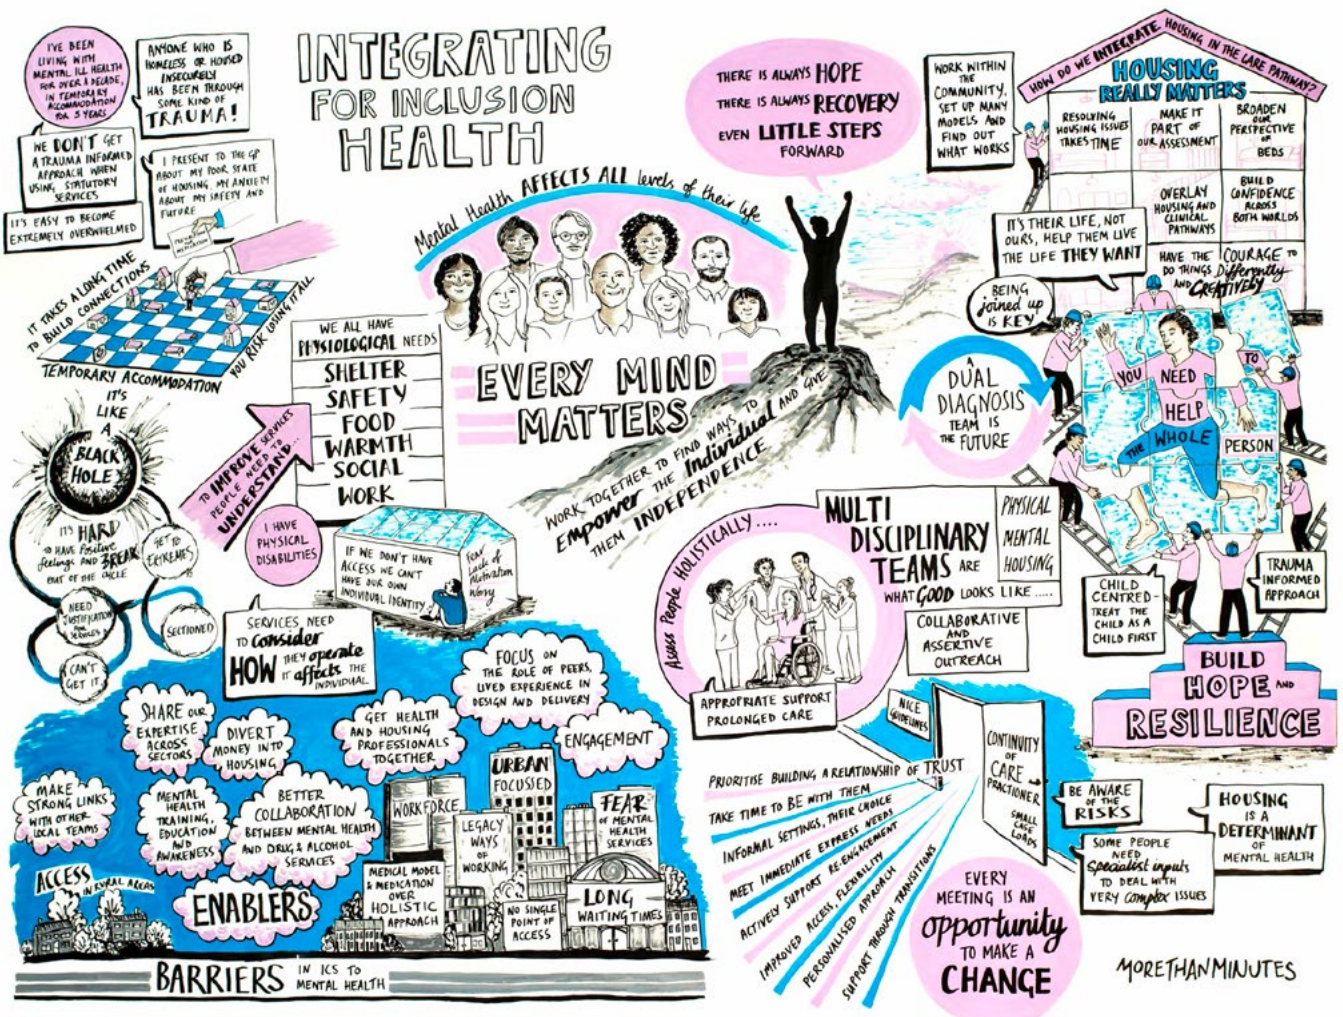 INTEGRATING
FOR INCLUSION
HEALTH
I'VE BEEN
LIVING WITH
MENTAL ILL HEALTH
FOR OVER A DECADE,
IN TEMPORARY
ACCOMMODATION
FOR 3 YEARS
ANYONE WHO IS
HOMELESS OR HOUSED
INSECURELY
HAS BEEN THROUGH
SOME KIND OF
TRAUMA!
WE DON'T GET
A TRAUMA INFORMED
APPROACH WHEN
USING STATUTORY
SERVICES
I PRESENT TO THE GP
ABOUT MY POOR STATE
OF HOUSING, MY ANXIETY
ABOUT MY SAFETY AND
FUTURE
IT'S EASY TO BECOME
EXTREMELY OVERWHELMED
IT TAKES A LONG TIME
TO BUILD CONNECTIONS
YOU RISK LOSING IT ALL
TEMPORARY ACCOMMODATION
IT'S
LIKE
A
BLACK
HOLE
IT'S HARD
TO HAVE Positive
feelings AND BREAK
OUT OF THE CIRCLE
GET TO
EXTREMES
NEED
JUSTIFICATION
FOR
SERVICES
SECTIONED
CAN'T
GET IT
TO IMPROVE SERVICES
PEOPLE NEED TO
UNDERSTAND...
WE ALL HAVE
PHYSIOLOGICAL NEEDS
SHELTER
SAFETY
FOOD
WARMTH
SOCIAL
WORK
I HAVE
PHYSICAL
DISABILITIES
IF WE DON'T HAVE
ACCESS WE CAN'T
HAVE OUR OWN
INDIVIDUAL IDENTITY
Fear
Lack of
Motivation
Worry
SERVICES NEED
TO consider
HOW THEY operate
IT affects THE
INDIVIDUAL
Mental Health AFFECTS ALL levels of their life
EVERY MIND
MATTERS
THERE IS ALWAYS HOPE
THERE IS ALWAYS RECOVERY
EVEN LITTLE STEPS
FORWARD
WORK TOGETHER TO FIND WAYS TO
Empower THE Individual AND GIVE
THEM INDEPENDENCE
WORK WITHIN
THE
COMMUNITY.
SET UP MANY
MODELS AND
FIND OUT
WHAT WORKS
HOW DO WE INTEGRATE HOUSING IN THE CARE PATHWAY?
HOUSING
REALLY MATTERS
RESOLVING
HOUSING ISSUES
TAKES TIME
MAKE IT
PART OF
OUR ASSESSMENT
BROADEN
OUR
PERSPECTIVE
OF
BEDS
OVERLAY
HOUSING AND
CLINICAL
PATHWAYS
BUILD
CONFIDENCE
ACROSS
BOTH WORLDS
HAVE THE COURAGE TO
DO THINGS Differently
AND CREATIVELY
IT'S THEIR LIFE, NOT
OURS, HELP THEM LIVE
THE LIFE THEY WANT
BEING
joined up
IS KEY
A
DUAL
DIAGNOSIS
TEAM IS
THE FUTURE
YOU NEED TO
HELP
THE WHOLE PERSON
CHILD
CENTRED-
TREAT THE
CHILD AS A
CHILD FIRST
TRAUMA
INFORMED
APPROACH
BUILD
HOPE AND
RESILIENCE
MULTI
DISCIPLINARY
TEAMS ARE
WHAT GOOD LOOKS LIKE.....
PHYSICAL
MENTAL
HOUSING
COLLABORATIVE
AND
ASSERTIVE
OUTREACH
Assess People HOLISTICALLY....
APPROPRIATE SUPPORT
PROLONGED CARE
NICE
GUIDELINES
CONTINUITY
OF
CARE
PRACTITIONER
SMALL
CASE
LOADS
PRIORITISE BUILDING A RELATIONSHIP OF TRUST
TAKE TIME TO BE WITH THEM
INFORMAL SETTINGS, THEIR CHOICE
MEET IMMEDIATE EXPRESS NEEDS
ACTIVELY SUPPORT RE-ENGAGEMENT
IMPROVED ACCESS, FLEXIBILITY
PERSONALISED APPROACH
SUPPORT THROUGH TRANSITIONS
BE AWARE
OF THE
RISKS
HOUSING
IS A
DETERMINANT
OF MENTAL HEALTH
SOME PEOPLE
NEED
specialist inputs
TO DEAL WITH
VERY complex ISSUES
EVERY
MEETING IS AN
opportunity
TO MAKE A
CHANGE
MORETHANMINUTES
FOCUS ON
THE ROLE OF PEERS,
LIVED EXPERIENCE IN
DESIGN AND DELIVERY
SHARE OUR
EXPERTISE
ACROSS
SECTORS
DIVERT
MONEY INTO
HOUSING
GET HEALTH
AND HOUSING
PROFESSIONALS
TOGETHER
ENGAGEMENT
MAKE
STRONG LINKS
WITH OTHER
LOCAL TEAMS
MENTAL
HEALTH
TRAINING,
EDUCATION
AND
AWARENESS
BETTER
COLLABORATION
BETWEEN MENTAL HEALTH
AND DRUG & ALCOHOL
SERVICES
ENABLERS
ACCESS
IN RURAL AREAS
WORKFORCE
URBAN
FOCUSSED
LEGACY
WAYS
OF
WORKING
FEAR
OF MENTAL
HEALTH
SERVICES
MEDICAL MODEL
& MEDICATION
OVER
HOLISTIC
APPROACH
NO SINGLE
POINT OF
ACCESS
LONG
WAITING TIMES
BARRIERS IN ICS TO
MENTAL HEALTH